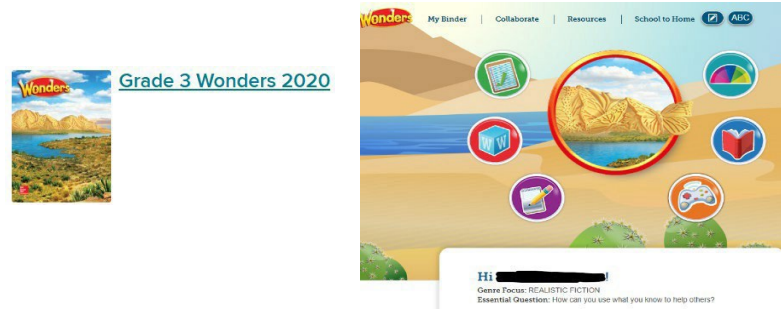 Wonders
Grade 3 Wonders 2020
Wonders My Binder | Collaborate | Resources | School to Home ABC
W W
Hi !
Genre Focus: REALISTIC FICTION
Essential Question: How can you use what you know to help others?